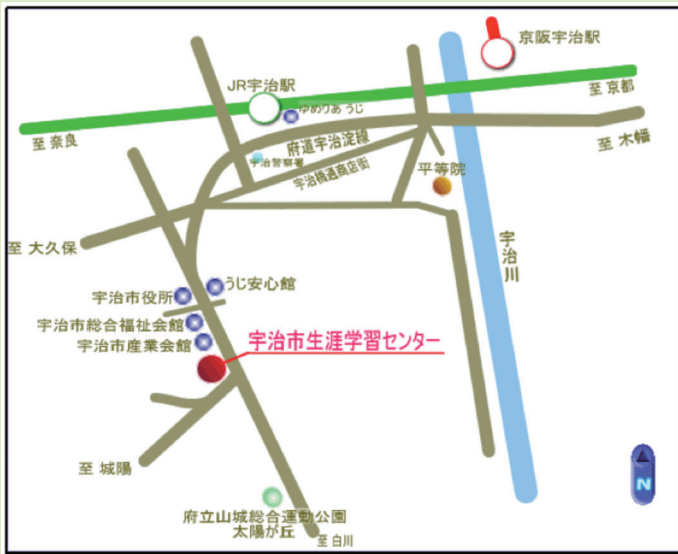 京阪宇治駅
JR宇治駅
至 京都
ゆめりあ うじ
至 奈良
府道宇治淀線
至 木幡
宇治警察署
宇治橋通商店街
平等院
至 大久保
宇治川
うじ安心館
宇治市役所
宇治市総合福祉会館
宇治市産業会館
宇治市生涯学習センター
至 城陽
N
府立山城総合運動公園
太陽が丘
至 白川